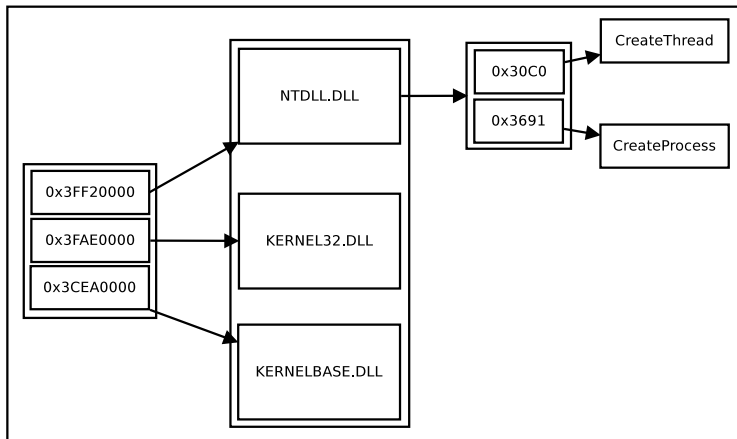 0x3FF20000
0x3FAE0000
0x3CEA0000
NTDLL.DLL
KERNEL32.DLL
KERNELBASE.DLL
0x30C0
0x3691
CreateThread
CreateProcess